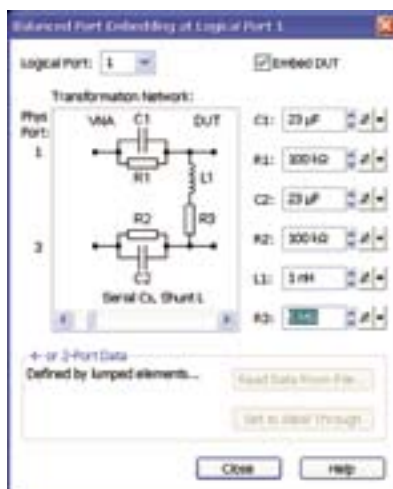 Balanced Port Embedding at Logical Port 1
Logical Port: 1
Embed DUT
Transformation Network:
Phys Port:
VNA C1 DUT
1
R1
L1
R2
R3
C2
Serial Cs, Shunt L
C1: 23 µF
R1: 100 kΩ
C2: 23 µF
R2: 100 kΩ
L1: 1 nH
R3:
4- or 2-Port Data
Defined by lumped elements...
Read Data From File...
Set to Ideal Through
Close
Help